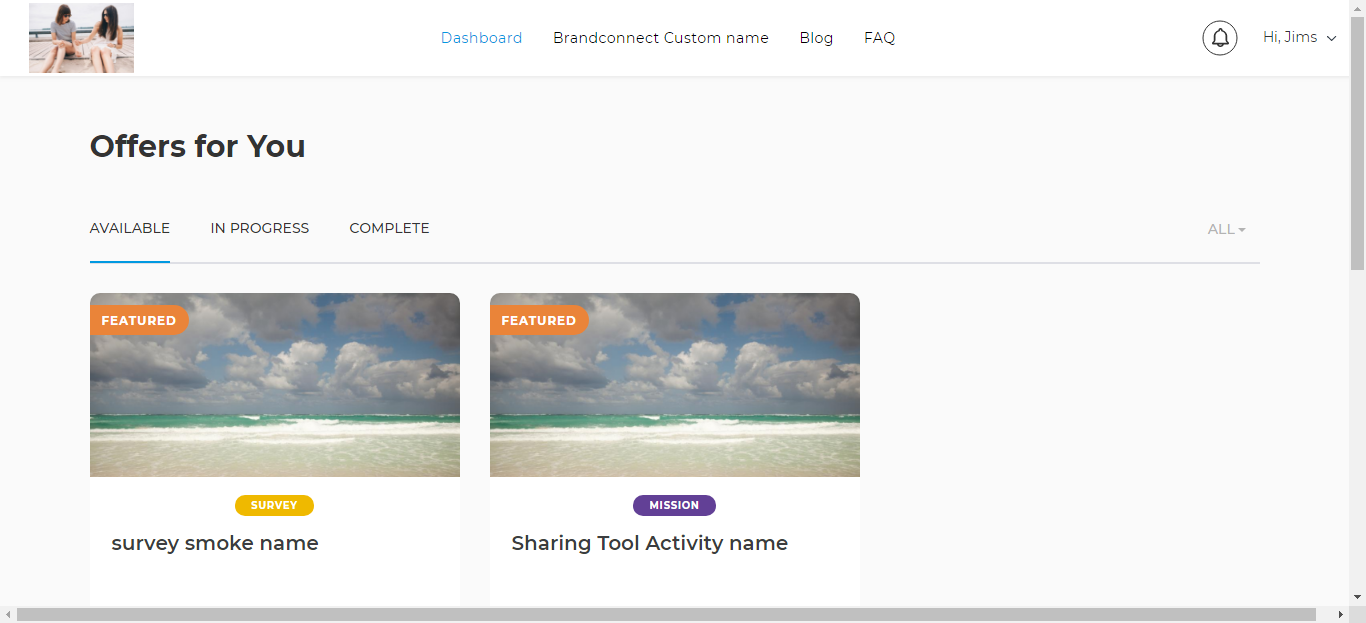 Dashboard Brandconnect Custom name Blog FAQ Hi, Jims
Offers for You
AVAILABLE IN PROGRESS COMPLETE ALL
FEATURED FEATURED
SURVEY MISSION
survey smoke name Sharing Tool Activity name